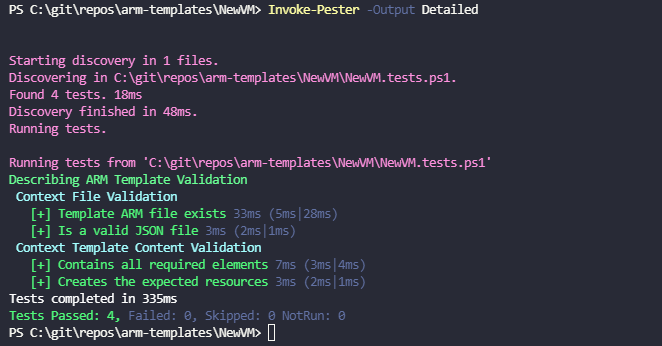 PS C:\git\repos\arm-templates\NewVM> Invoke-Pester -Output Detailed
Starting discovery in 1 files.
Discovering in C:\git\repos\arm-templates\NewVM\NewVM.tests.ps1.
Found 4 tests. 18ms
Discovery finished in 48ms.
Running tests.
Running tests from 'C:\git\repos\arm-templates\NewVM\NewVM.tests.ps1'
Describing ARM Template Validation
 Context File Validation
   [+] Template ARM file exists 33ms (5ms|28ms)
   [+] Is a valid JSON file 3ms (2ms|1ms)
 Context Template Content Validation
   [+] Contains all required elements 7ms (3ms|4ms)
   [+] Creates the expected resources 3ms (2ms|1ms)
Tests completed in 335ms
Tests Passed: 4, Failed: 0, Skipped: 0 NotRun: 0
PS C:\git\repos\arm-templates\NewVM>